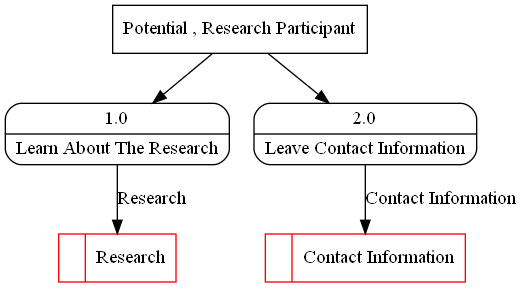 Potential , Research Participant
1.0
Learn About The Research
2.0
Leave Contact Information
Research
Contact Information
Research
Contact Information